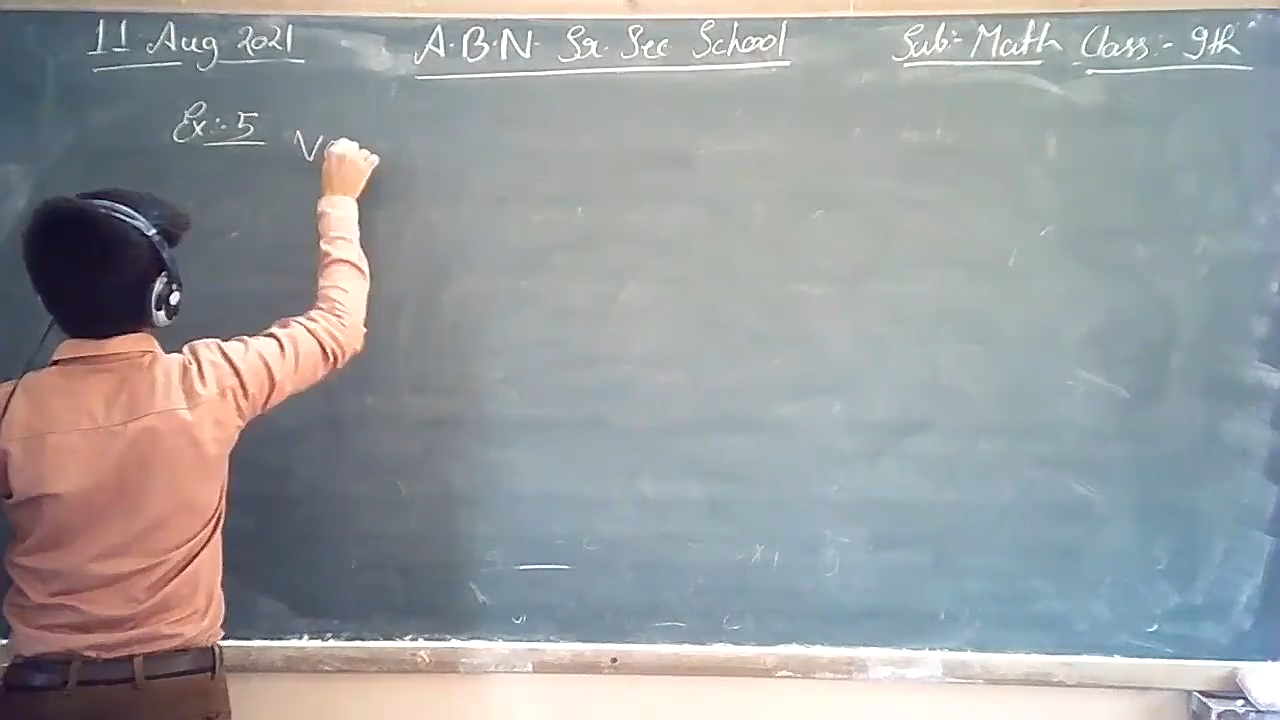 11 Aug 2021 A.B.N. Sr. Sec School Sub:- Math Class:- 9th
Ex:- 5